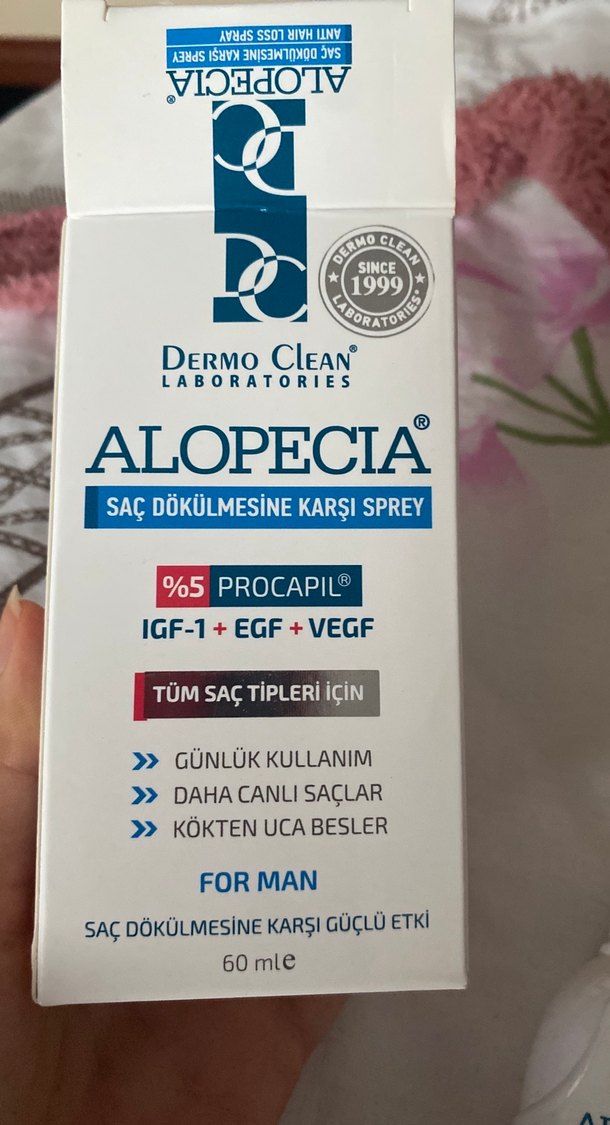 ANTI HAIR LOSS SPRAY
SAÇ DÖKÜLMESİNE KARŞI SPREY
ALOPECIA®
DC
DC
DERMO CLEAN
SINCE
1999
LABORATORIES
DERMO CLEAN®
LABORATORIES
ALOPECIA®
SAÇ DÖKÜLMESİNE KARŞI SPREY
%5 PROCAPIL®
IGF-1 + EGF + VEGF
TÜM SAÇ TİPLERİ İÇİN
GÜNLÜK KULLANIM
DAHA CANLI SAÇLAR
KÖKTEN UCA BESLER
FOR MAN
SAÇ DÖKÜLMESİNE KARŞI GÜÇLÜ ETKİ
60 ml e